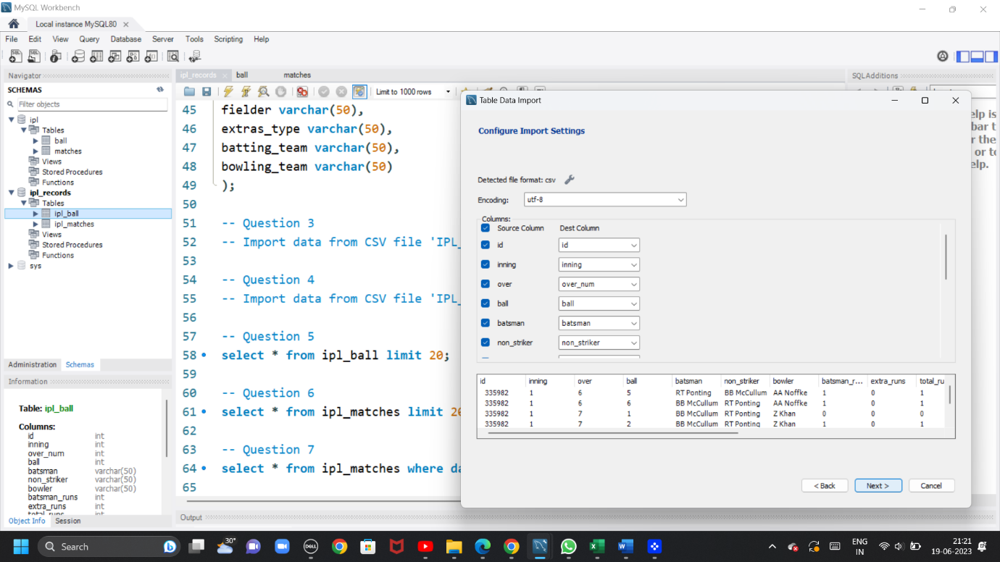 MySQL Workbench
Local instance MySQL80
File Edit View Query Database Server Tools Scripting Help
Navigator
SCHEMAS
Filter objects
ipl
Tables
ball
matches
Views
Stored Procedures
Functions
ipl_records
Tables
ipl_ball
ipl_matches
Views
Stored Procedures
Functions
sys
Administration Schemas
Information
Table: ipl_ball
Columns:
id int
inning int
over_num int
ball int
batsman varchar(50)
non_striker varchar(50)
bowler varchar(50)
batsman_runs int
extra_runs int
total_runs int
Object Info Session
ipl_records ball matches
Limit to 1000 rows
45 fielder varchar(50),
46 extras_type varchar(50),
47 batting_team varchar(50),
48 bowling_team varchar(50)
49 );
50
51 -- Question 3
52 -- Import data from CSV file 'IPL_
53
54 -- Question 4
55 -- Import data from CSV file 'IPL_
56
57 -- Question 5
58 select * from ipl_ball limit 20;
59
60 -- Question 6
61 select * from ipl_matches limit 20
62
63 -- Question 7
64 select * from ipl_matches where da
65
Output
SQLAdditions
elp is
bar t
r the
or to
elp.
Table Data Import
Configure Import Settings
Detected file format: csv
Encoding: utf-8
Columns:
Source Column Dest Column
id id
inning inning
over over_num
ball ball
batsman batsman
non_striker non_striker
id inning over ball batsman non_striker bowler batsman_r... extra_runs total_ru
335982 1 6 5 RT Ponting BB McCullum AA Noffke 1 0 1
335982 1 6 6 BB McCullum RT Ponting AA Noffke 1 0 1
335982 1 7 1 BB McCullum RT Ponting Z Khan 0 0 0
335982 1 7 2 BB McCullum RT Ponting Z Khan 1 0 1
< Back Next > Cancel
Search
30°
DELL
ENG
IN
21:21
19-06-2023